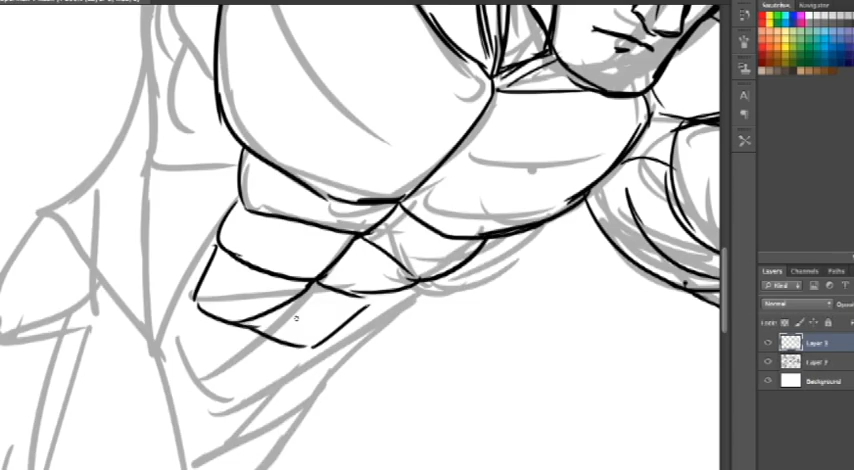 Swatches Navigator
Layers Channels Paths
Kind
Normal
Lock:
Layer 3
Layer 2
Background